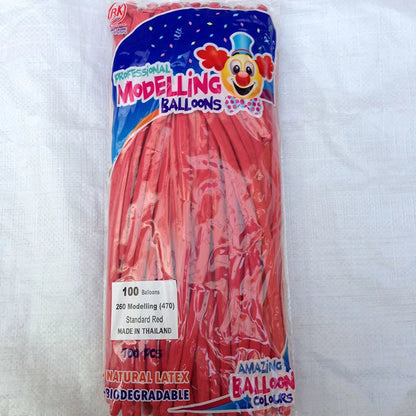 RK
PROFESSIONAL
MODELLING
BALLOONS
100 Balloons
260 Modelling (470)
Standard Red
MADE IN THAILAND
100 PCS
NATURAL LATEX
BIODEGRADABLE
AMAZING
BALLOON
COLOURS